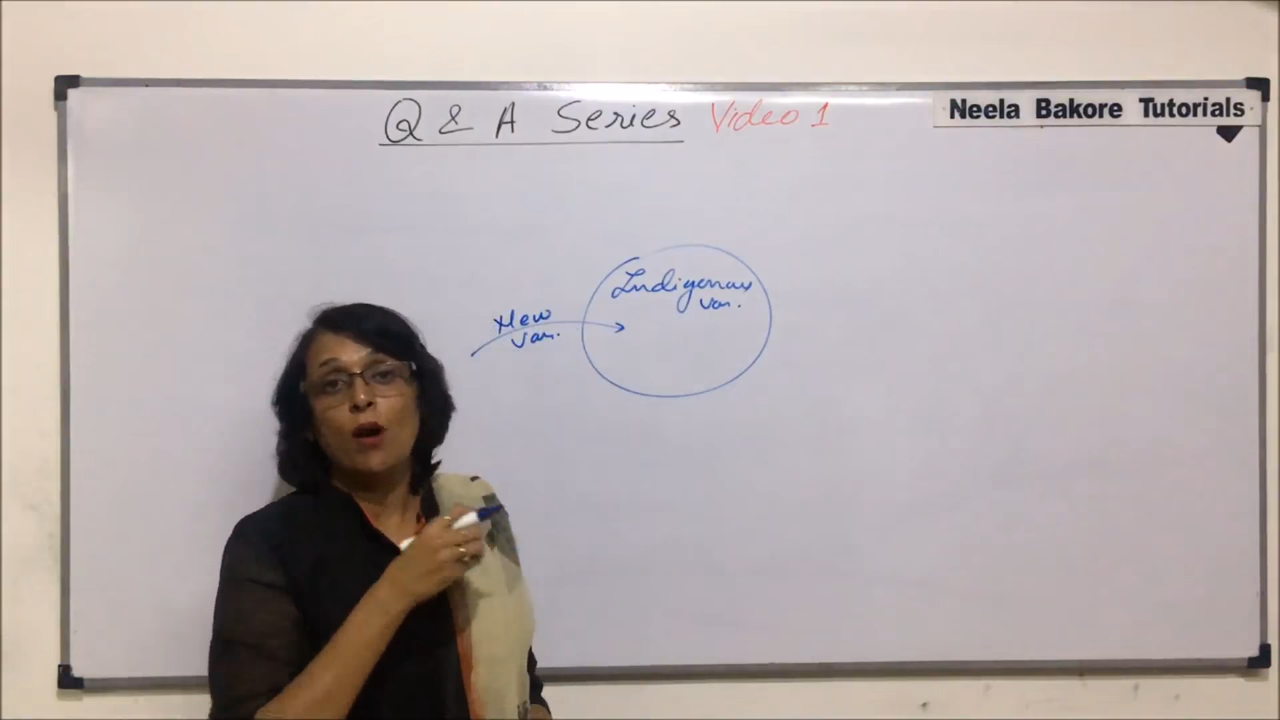 Q & A Series Video 1
Neela Bakore Tutorials
Indigenous
var.
New
var.